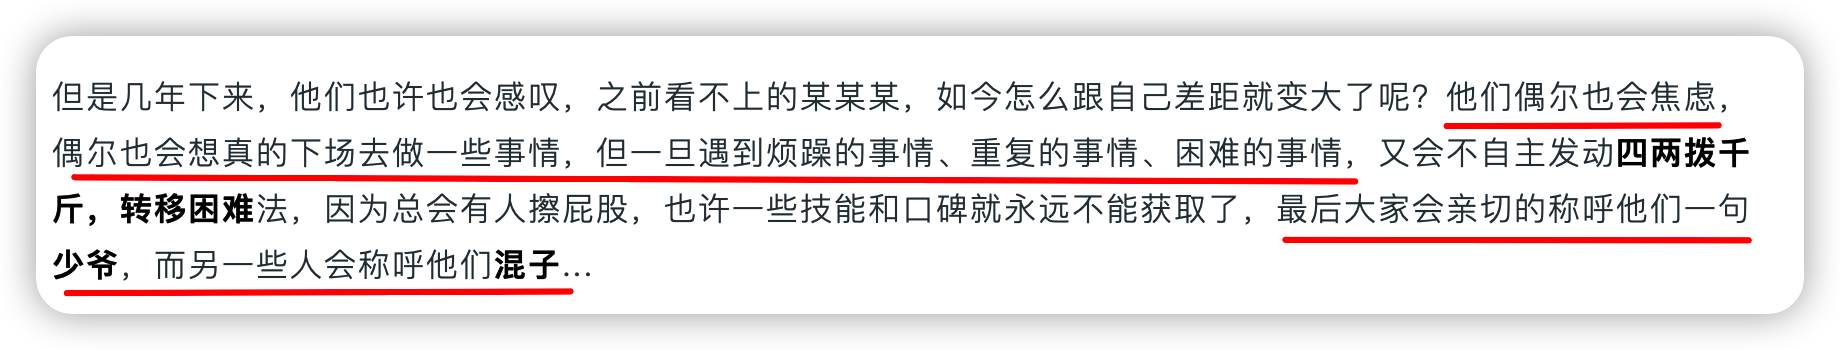 但是几年下来，他们也许也会感叹，之前看不上的某某某，如今怎么跟自己差距就变大了呢？他们偶尔也会焦虑，
偶尔也会想真的下场去做一些事情，但一旦遇到烦躁的事情、重复的事情、困难的事情，又会不自主发动四两拨千
斤，转移困难法，因为总会有人擦屁股，也许一些技能和口碑就永远不能获取了，最后大家会亲切的称呼他们一句
少爷，而另一些人会称呼他们混子...